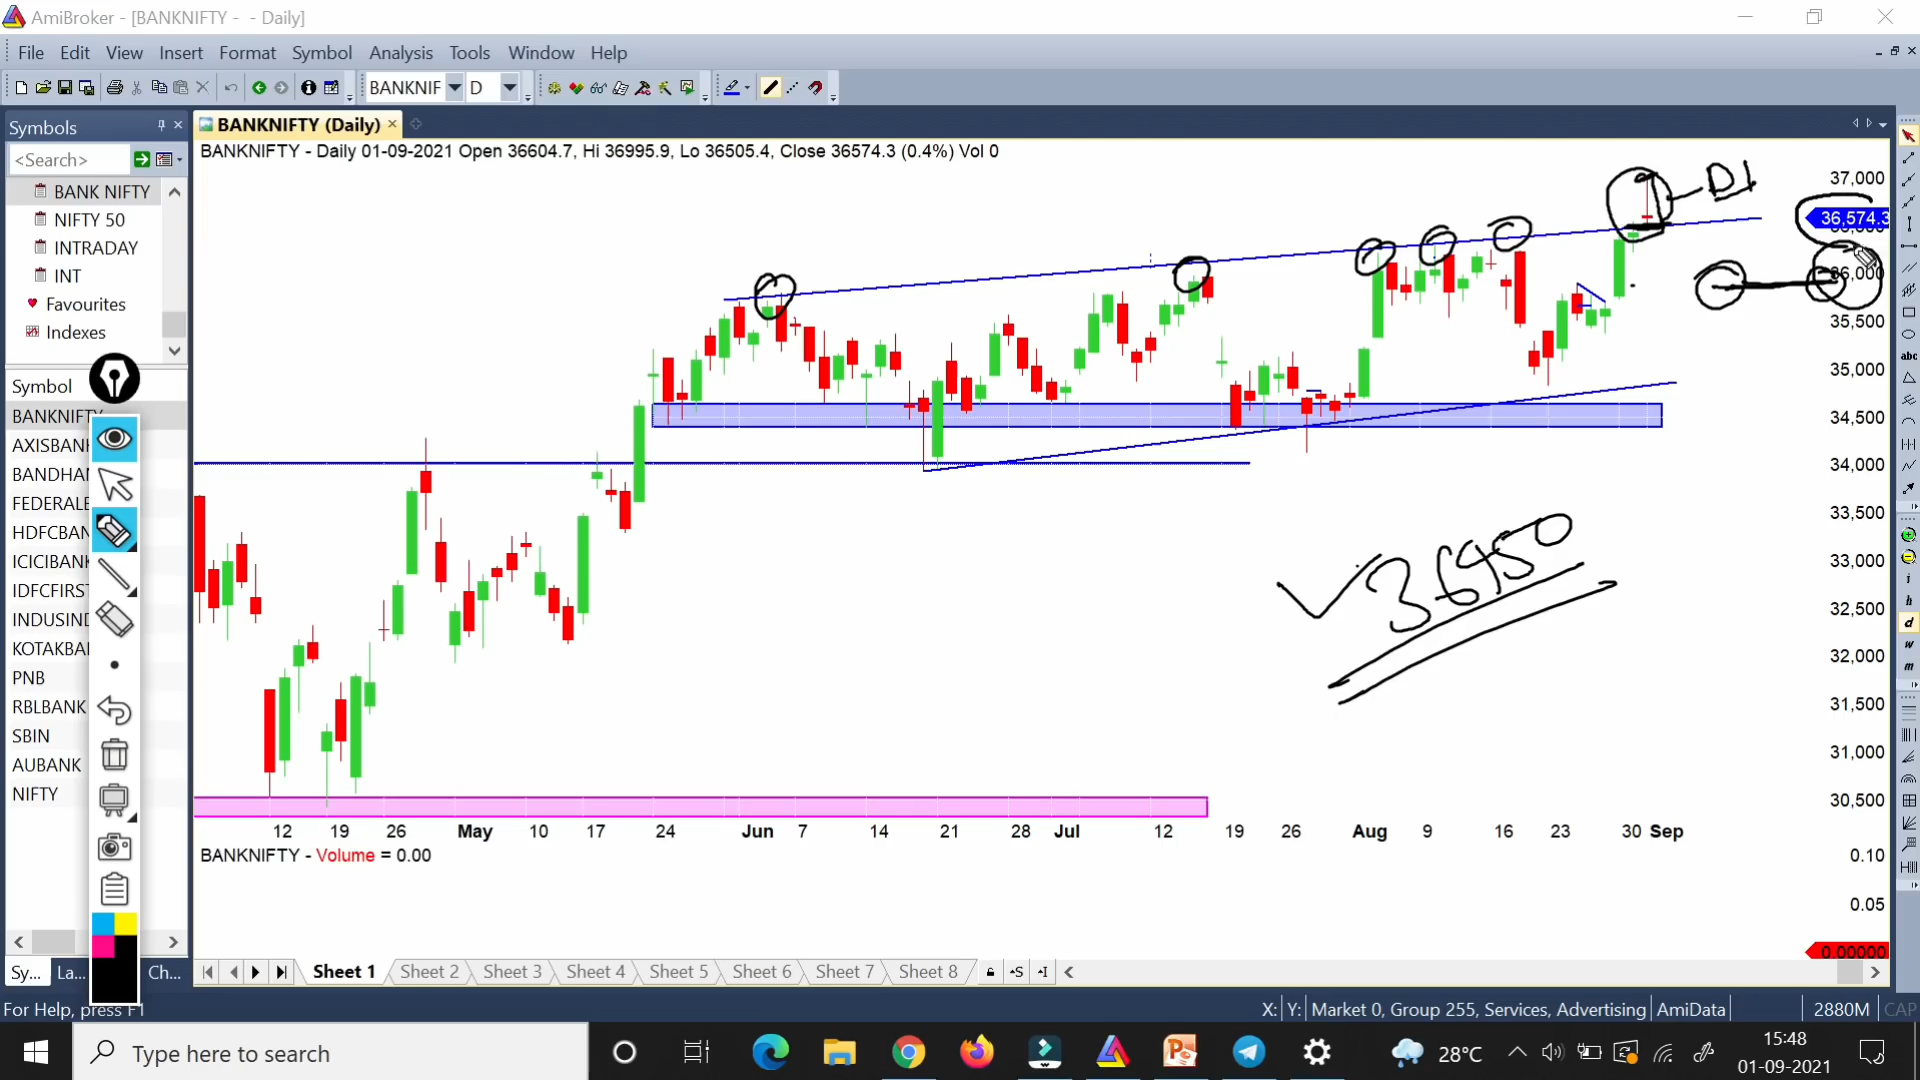 AmiBroker - [BANKNIFTY - - Daily]
File Edit View Insert Format Symbol Analysis Tools Window Help
BANKNIF D
Symbols
BANKNIFTY (Daily)
<Search>
BANKNIFTY - Daily 01-09-2021 Open 36604.7, Hi 36995.9, Lo 36505.4, Close 36574.3 (0.4%) Vol 0
BANK NIFTY
NIFTY 50
INTRADAY
INT
Favourites
Indexes
Symbol
BANKNIFTY
AXISBANK
BANDHA
FEDERALE
HDFCBAN
ICICIBANK
IDFCFIRST
INDUSIND
KOTAKBA
PNB
RBLBANK
SBIN
AUBANK
NIFTY
D1
37,000
36,574.3
36,000
35,500
35,000
34,500
34,000
33,500
33,000
32,500
32,000
31,500
31,000
30,500
36450
12 19 26 May 10 17 24 Jun 7 14 21 28 Jul 12 19 26 Aug 9 16 23 30 Sep
BANKNIFTY - Volume = 0.00
0.10
0.05
0.00000
abc
i
h
d
w
m
Sy... La... Ch...
Sheet 1 Sheet 2 Sheet 3 Sheet 4 Sheet 5 Sheet 6 Sheet 7 Sheet 8
For Help, press F1
X: Y: Market 0, Group 255, Services, Advertising AmiData 2880M CAP
Type here to search
28°C
15:48
01-09-2021